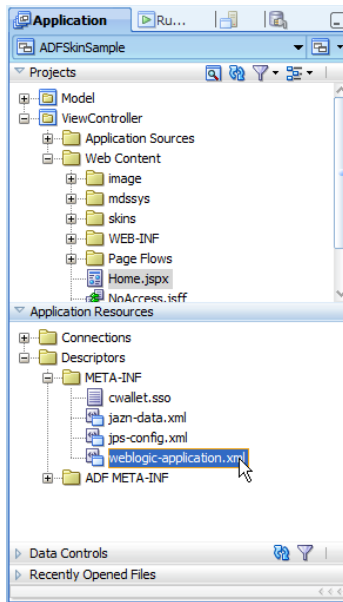 Application Ru...
ADFSkinSample
Projects
Model
ViewController
Application Sources
Web Content
image
mdssys
skins
WEB-INF
Page Flows
Home.jspx
NoAccess.jsff
Application Resources
Connections
Descriptors
META-INF
cwallet.sso
jazn-data.xml
jps-config.xml
weblogic-application.xml
ADF META-INF
Data Controls
Recently Opened Files